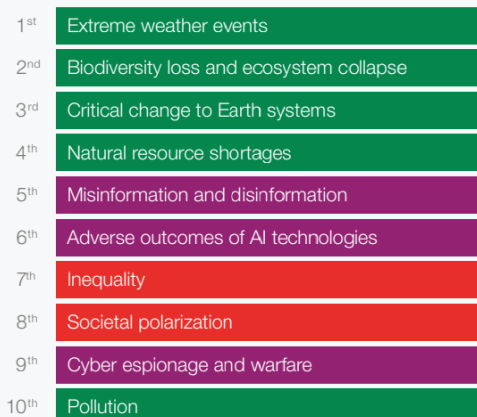 1st Extreme weather events
2nd Biodiversity loss and ecosystem collapse
3rd Critical change to Earth systems
4th Natural resource shortages
5th Misinformation and disinformation
6th Adverse outcomes of AI technologies
7th Inequality
8th Societal polarization
9th Cyber espionage and warfare
10th Pollution